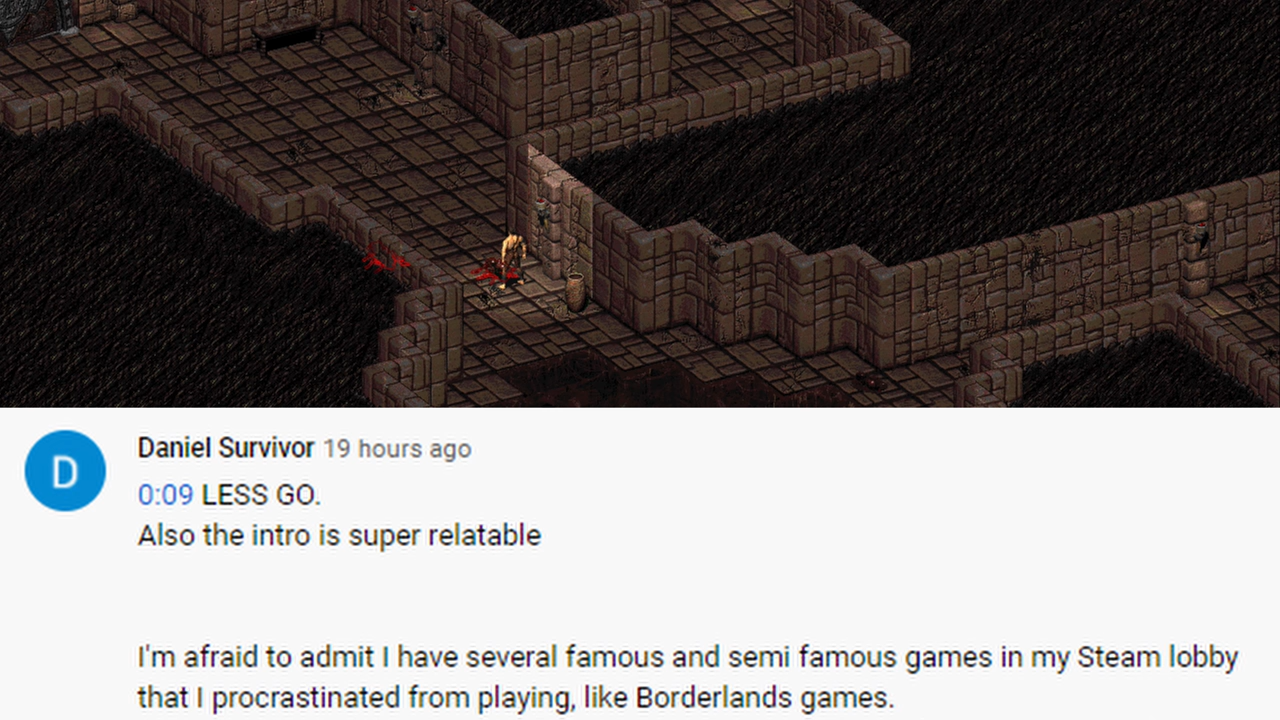 D
Daniel Survivor 19 hours ago
0:09 LESS GO.
Also the intro is super relatable
I'm afraid to admit I have several famous and semi famous games in my Steam lobby
that I procrastinated from playing, like Borderlands games.